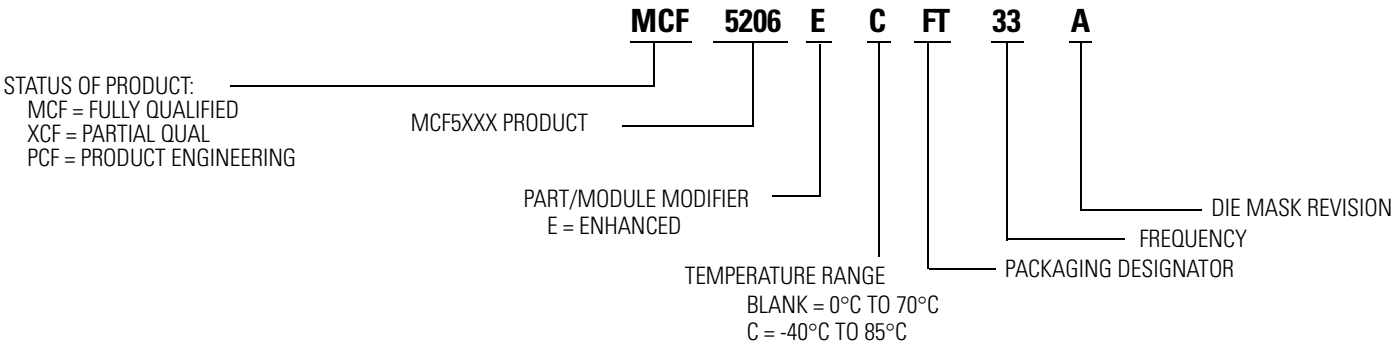 MCF 5206 E C FT 33 A
STATUS OF PRODUCT:
MCF = FULLY QUALIFIED
XCF = PARTIAL QUAL
PCF = PRODUCT ENGINEERING
MCF5XXX PRODUCT
PART/MODULE MODIFIER
E = ENHANCED
TEMPERATURE RANGE
BLANK = 0°C TO 70°C
C = -40°C TO 85°C
DIE MASK REVISION
FREQUENCY
PACKAGING DESIGNATOR